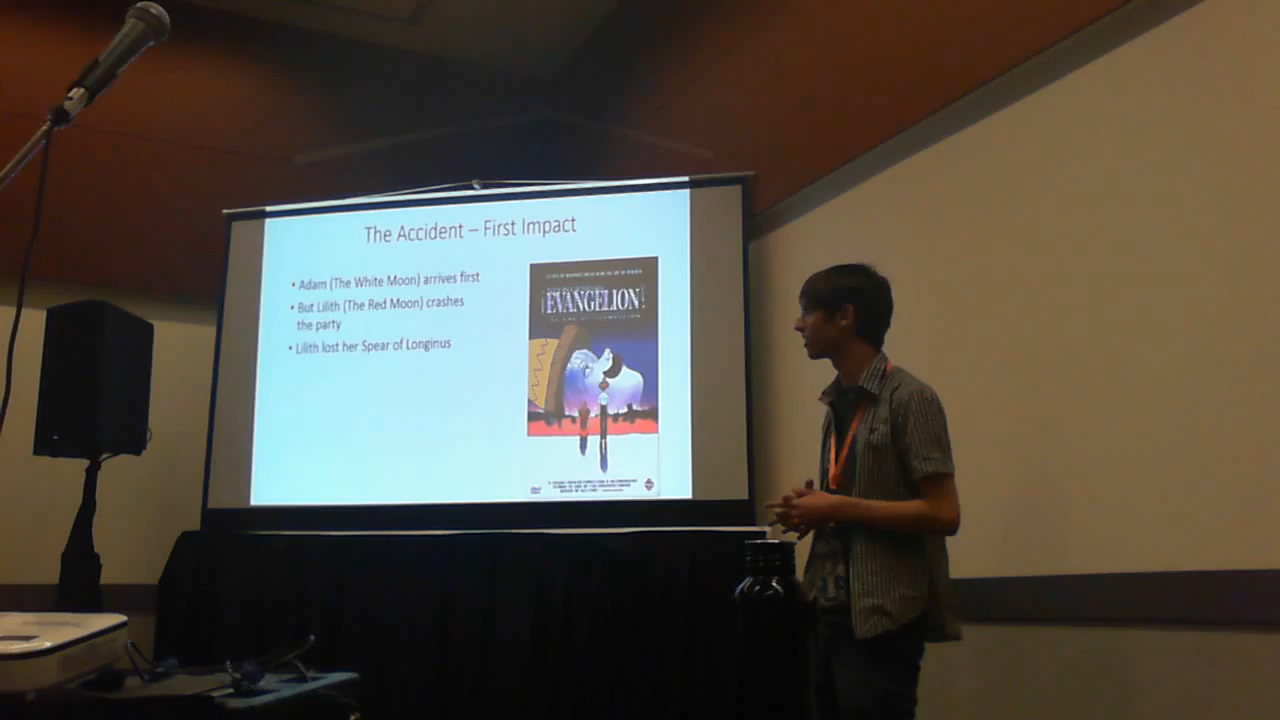 The Accident – First Impact
• Adam (The White Moon) arrives first
• But Lilith (The Red Moon) crashes
the party
• Lilith lost her Spear of Longinus
EVANGELION